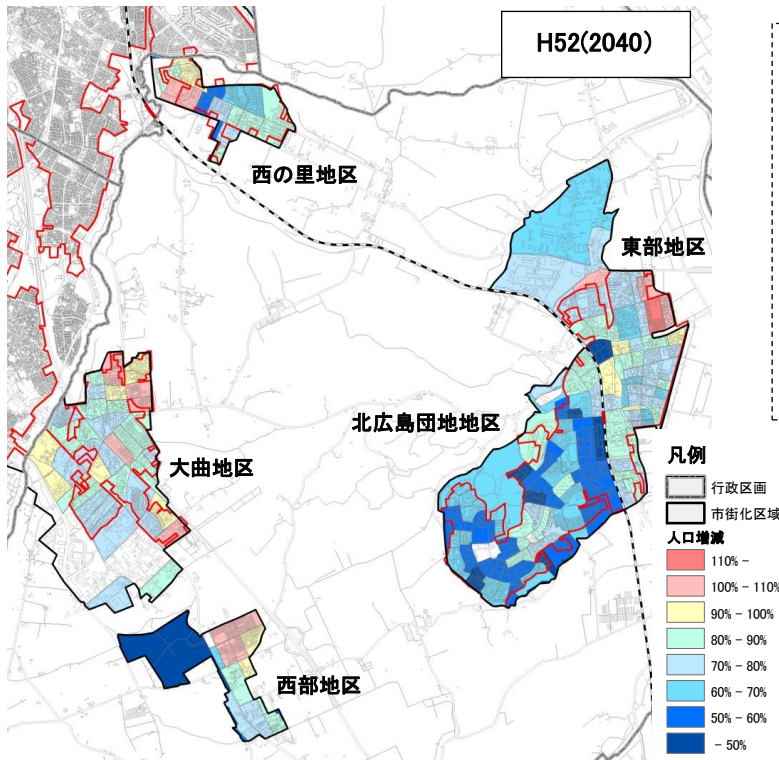 H52(2040)
西の里地区
東部地区
北広島団地地区
大曲地区
西部地区
凡例
行政区画
市街化区域
人口増減
110% -
100% - 110%
90% - 100%
80% - 90%
70% - 80%
60% - 70%
50% - 60%
- 50%